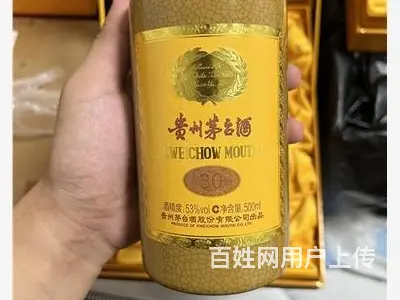 贵州茅台酒
KWEICHOW MOUTAI
30
酒精度:53%vol 净含量:500ml
贵州茅台酒股份有限公司出品
PRODUCE OF KWEICHOW MOUTAI CO.,LTD
百姓网用户上传